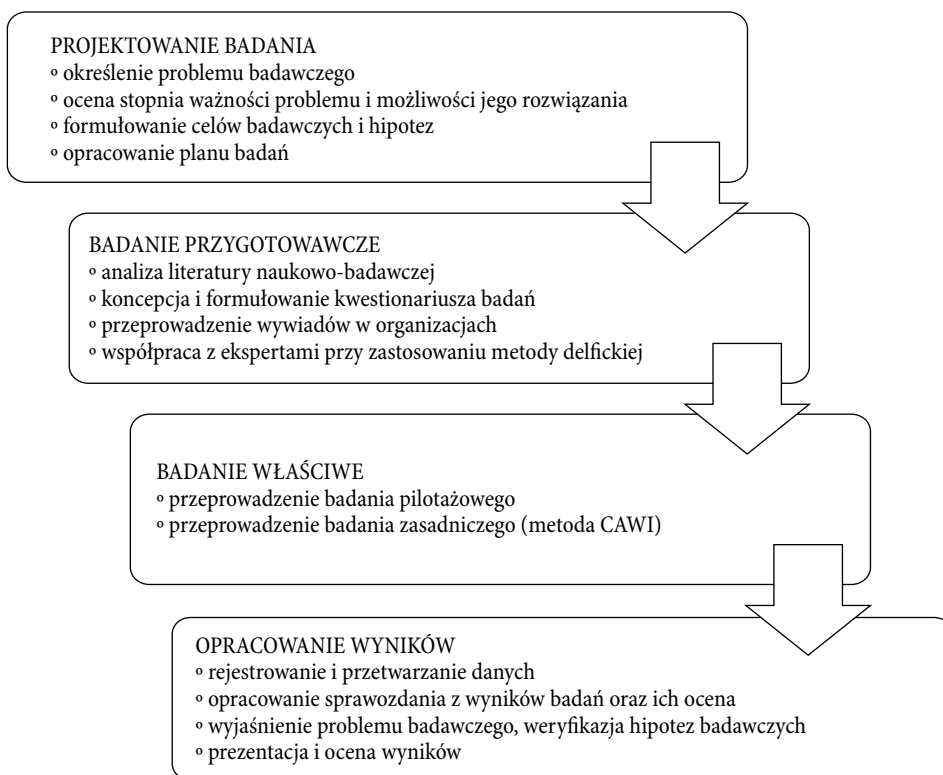 PROJEKTOWANIE BADANIA
º określenie problemu badawczego
º ocena stopnia ważności problemu i możliwości jego rozwiązania
º formułowanie celów badawczych i hipotez
º opracowanie planu badań
BADANIE PRZYGOTOWAWCZE
º analiza literatury naukowo-badawczej
º koncepcja i formułowanie kwestionariusza badań
º przeprowadzenie wywiadów w organizacjach
º współpraca z ekspertami przy zastosowaniu metody delfickiej
BADANIE WŁAŚCIWE
º przeprowadzenie badania pilotażowego
º przeprowadzenie badania zasadniczego (metoda CAWI)
OPRACOWANIE WYNIKÓW
º rejestrowanie i przetwarzanie danych
º opracowanie sprawozdania z wyników badań oraz ich ocena
º wyjaśnienie problemu badawczego, weryfikazja hipotez badawczych
º prezentacja i ocena wyników